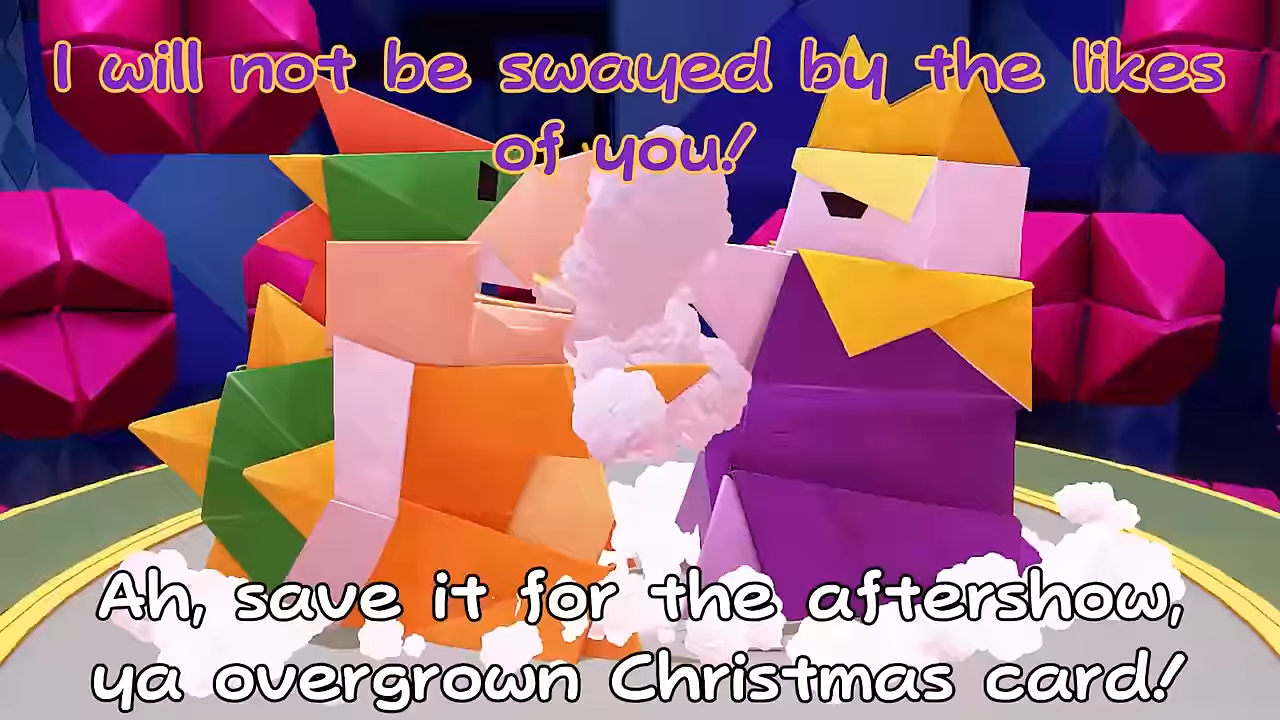 I will not be swayed by the likes
of you!
Ah, save it for the aftershow,
ya overgrown Christmas card!